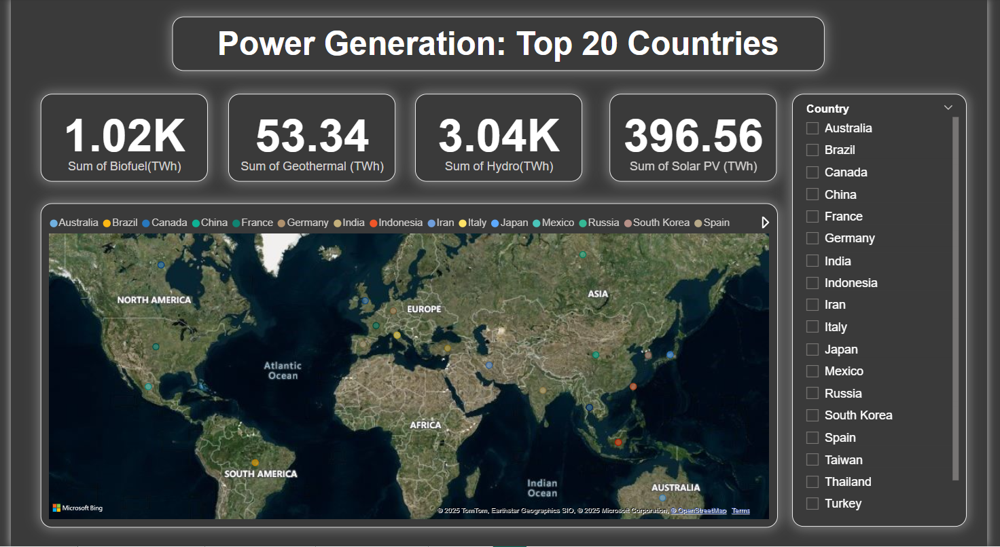 Power Generation: Top 20 Countries
1.02K
Sum of Biofuel(TWh)
53.34
Sum of Geothermal (TWh)
3.04K
Sum of Hydro(TWh)
396.56
Sum of Solar PV (TWh)
Country
Australia
Brazil
Canada
China
France
Germany
India
Indonesia
Iran
Italy
Japan
Mexico
Russia
South Korea
Spain
Taiwan
Thailand
Turkey
Australia Brazil Canada China France Germany India Indonesia Iran Italy Japan Mexico Russia South Korea Spain
NORTH AMERICA
EUROPE
ASIA
Atlantic
Ocean
AFRICA
SOUTH AMERICA
Indian
Ocean
AUSTRALIA
Microsoft Bing
© 2025 TomTom, Earthstar Geographics SIO, © 2025 Microsoft Corporation, © OpenStreetMap Terms